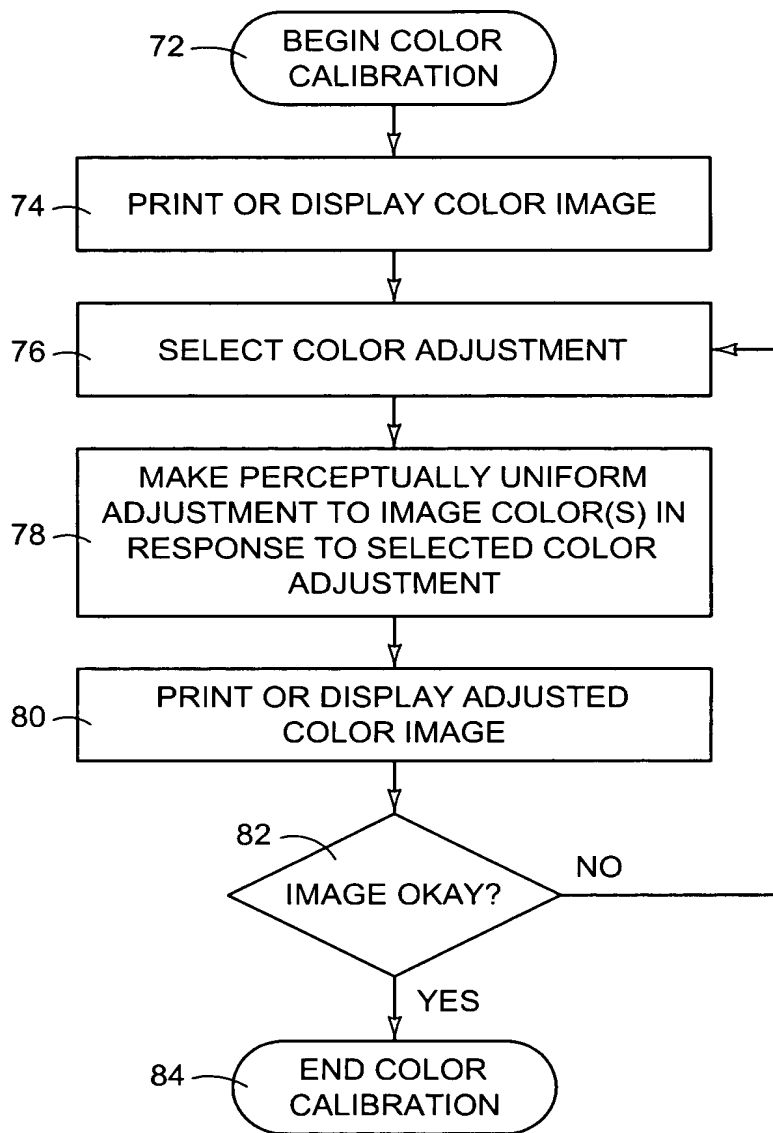 72
BEGIN COLOR
CALIBRATION
74
PRINT OR DISPLAY COLOR IMAGE
76
SELECT COLOR ADJUSTMENT
78
MAKE PERCEPTUALLY UNIFORM
ADJUSTMENT TO IMAGE COLOR(S) IN
RESPONSE TO SELECTED COLOR
ADJUSTMENT
80
PRINT OR DISPLAY ADJUSTED
COLOR IMAGE
82
IMAGE OKAY?
NO
YES
84
END COLOR
CALIBRATION